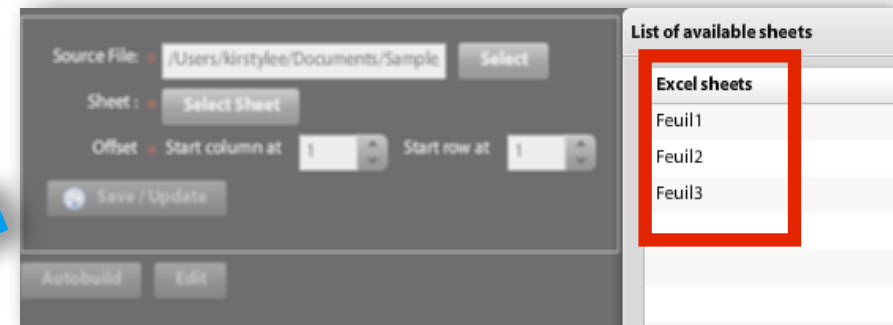 Source File: /Users/kirstylee/Documents/Sample Select
Sheet : Select Sheet
Offset Start column at 1 Start row at 1
Save / Update
Autobuild Edit
List of available sheets
Excel sheets
Feuil1
Feuil2
Feuil3